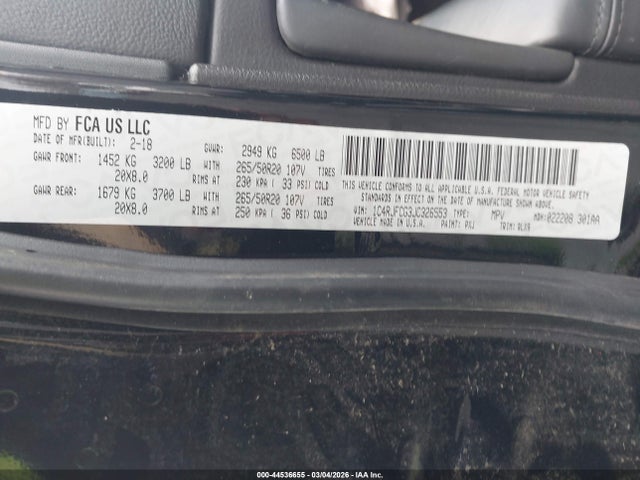 MFD BY FCA US LLC
DATE OF MFR(BUILT): 2-18 GVWR: 2949 KG 6500 LB
GAWR FRONT: 1452 KG 3200 LB WITH 265/50R20 107V TIRES
20X8.0 RIMS AT 230 KPA ( 33 PSI) COLD
GAWR REAR: 1679 KG 3700 LB WITH 265/50R20 107V TIRES
20X8.0 RIMS AT 250 KPA ( 36 PSI) COLD
THIS VEHICLE CONFORMS TO ALL APPLICABLE U.S.A. FEDERAL MOTOR VEHICLE SAFETY
STANDARDS IN EFFECT ON THE DATE OF MANUFACTURE SHOWN ABOVE.
VIN: 1C4RJFCG3JC326553 TYPE: MPV MDH:022208 301AA
VEHICLE MADE IN U.S.A. PAINT: PXJ TRIM:
000-44536655 - 03/04/2026 - IAA Inc.